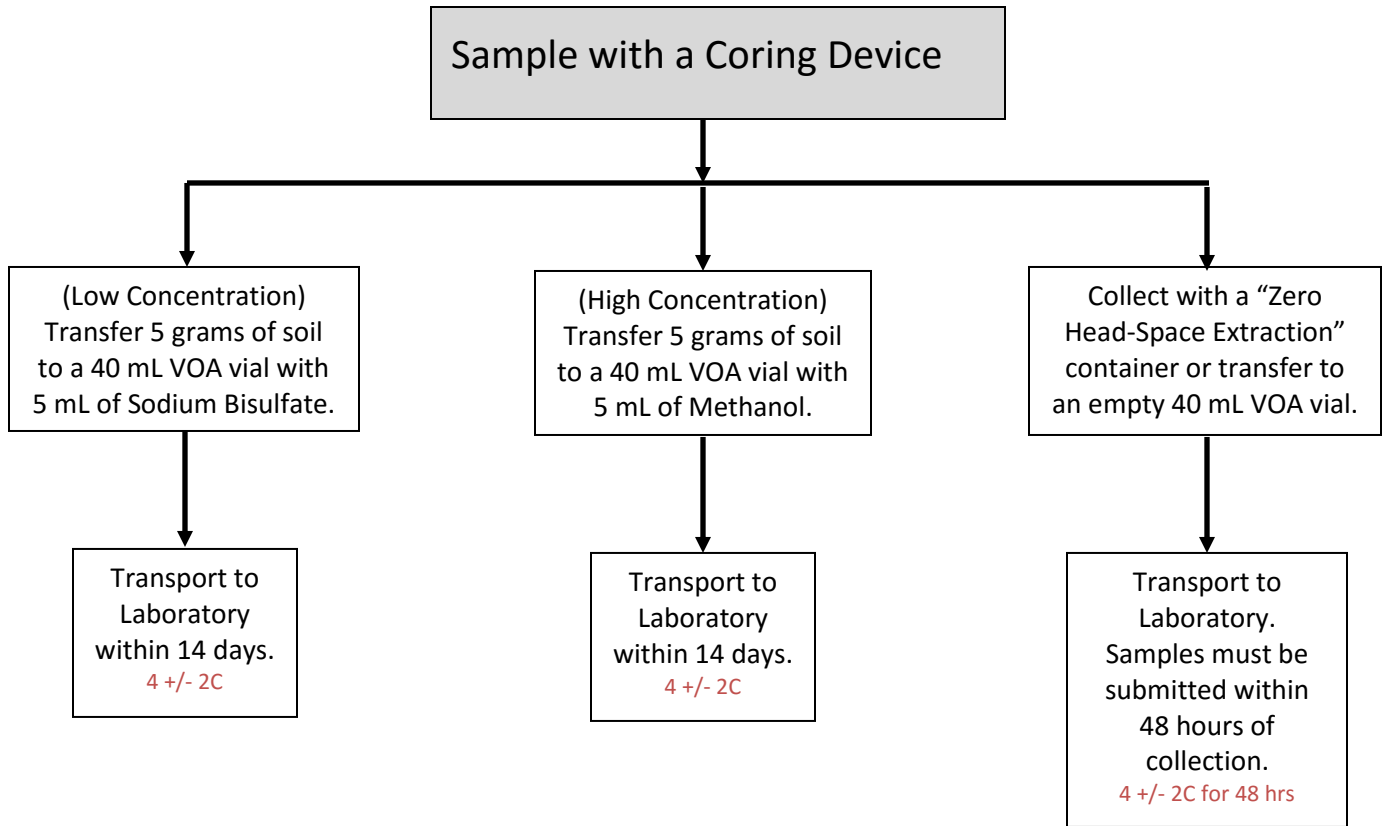 Sample with a Coring Device
(Low Concentration)
Transfer 5 grams of soil
to a 40 mL VOA vial with
5 mL of Sodium Bisulfate.
(High Concentration)
Transfer 5 grams of soil
to a 40 mL VOA vial with
5 mL of Methanol.
Collect with a “Zero
Head-Space Extraction”
container or transfer to
an empty 40 mL VOA vial.
Transport to
Laboratory
within 14 days.
4 +/- 2C
Transport to
Laboratory
within 14 days.
4 +/- 2C
Transport to
Laboratory.
Samples must be
submitted within
48 hours of
collection.
4 +/- 2C for 48 hrs